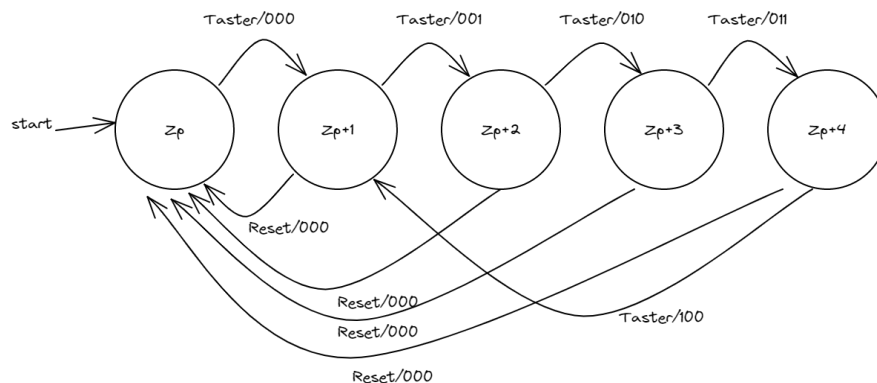 Taster/000
Taster/001
Taster/010
Taster/011
start
Zp
Zp+1
Zp+2
Zp+3
Zp+4
Reset/000
Reset/000
Taster/100
Reset/000
Reset/000